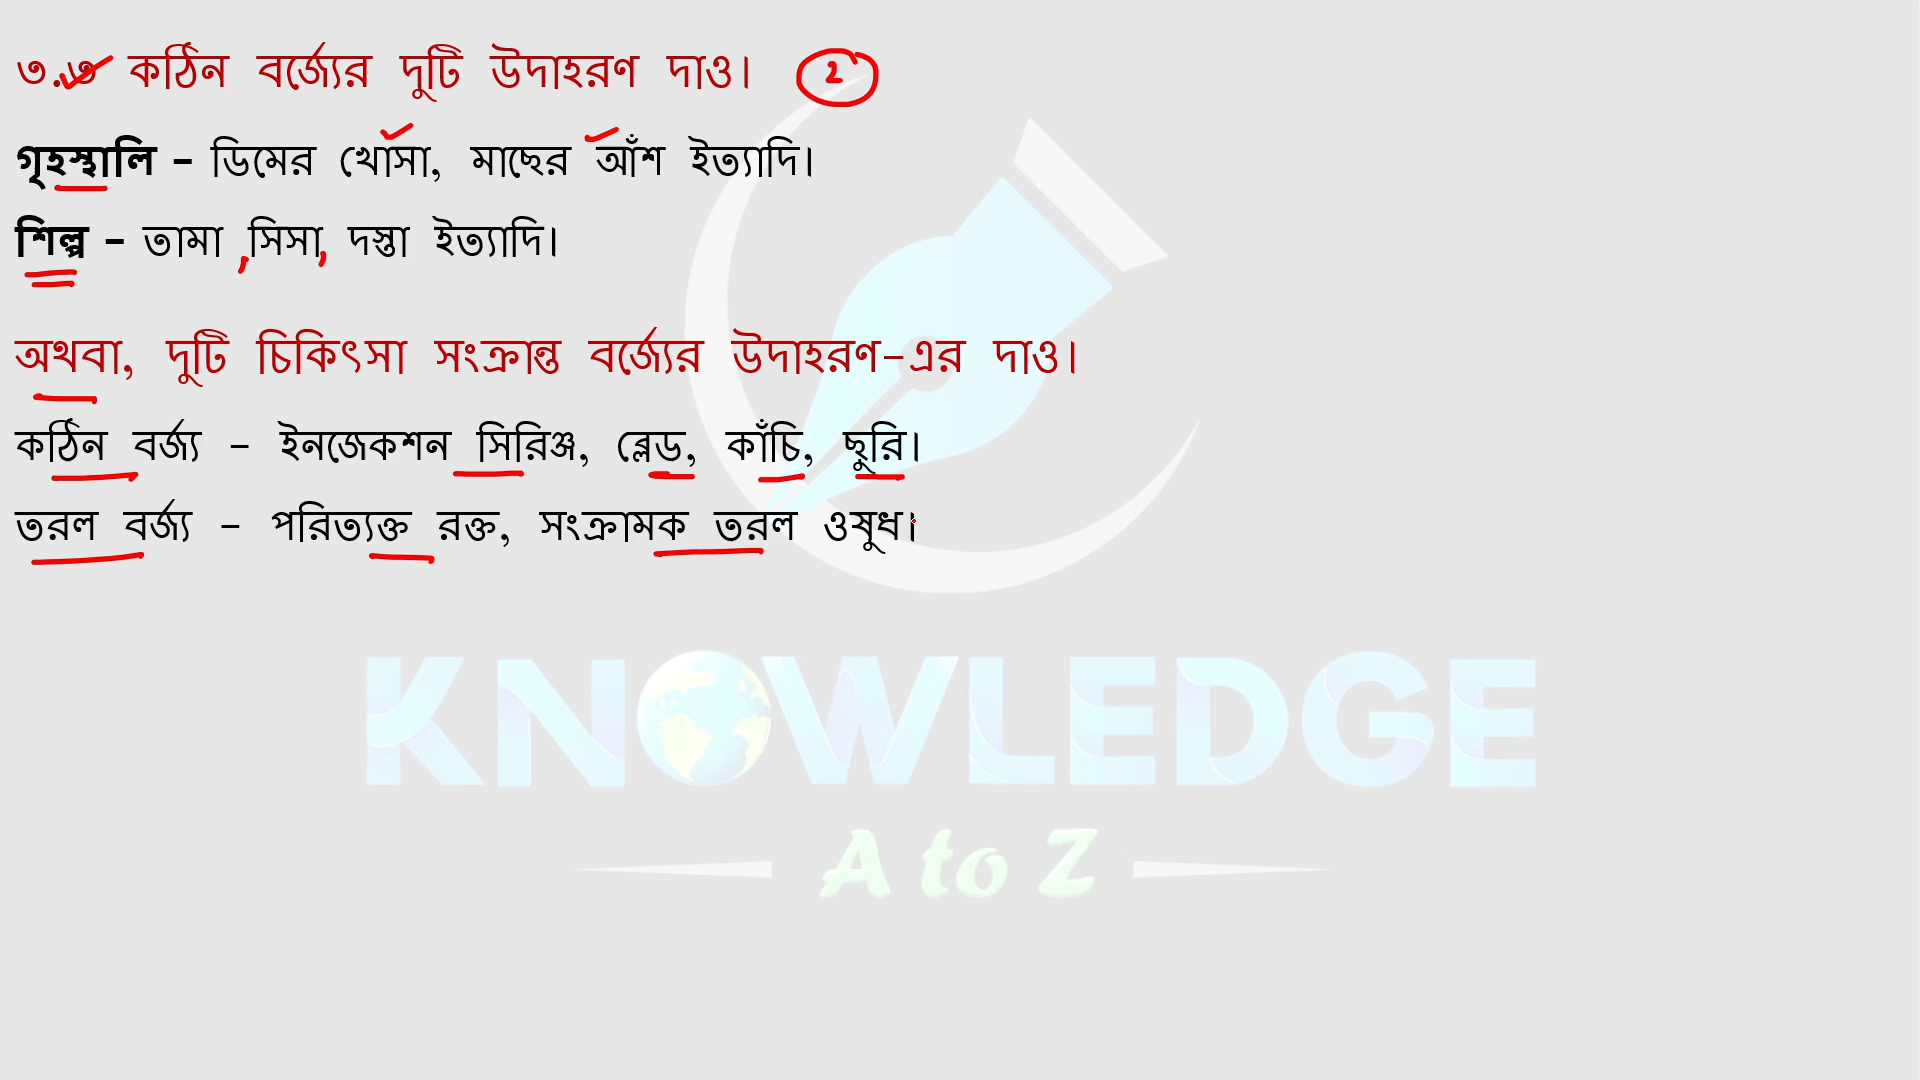 ৩.৩ কঠিন বর্জ্যের দুটি উদাহরণ দাও। 2
গৃহস্থালি – ডিমের খোসা, মাছের আঁশ ইত্যাদি।
শিল্প – তামা ,সিসা, দস্তা ইত্যাদি।
অথবা, দুটি চিকিৎসা সংক্রান্ত বর্জ্যের উদাহরণ-এর দাও।
কঠিন বর্জ্য – ইনজেকশন সিরিঞ্জ, ব্লেড, কাঁচি, ছুরি।
তরল বর্জ্য – পরিত্যক্ত রক্ত, সংক্রামক তরল ওষুধ।
KNOWLEDGE
A to Z